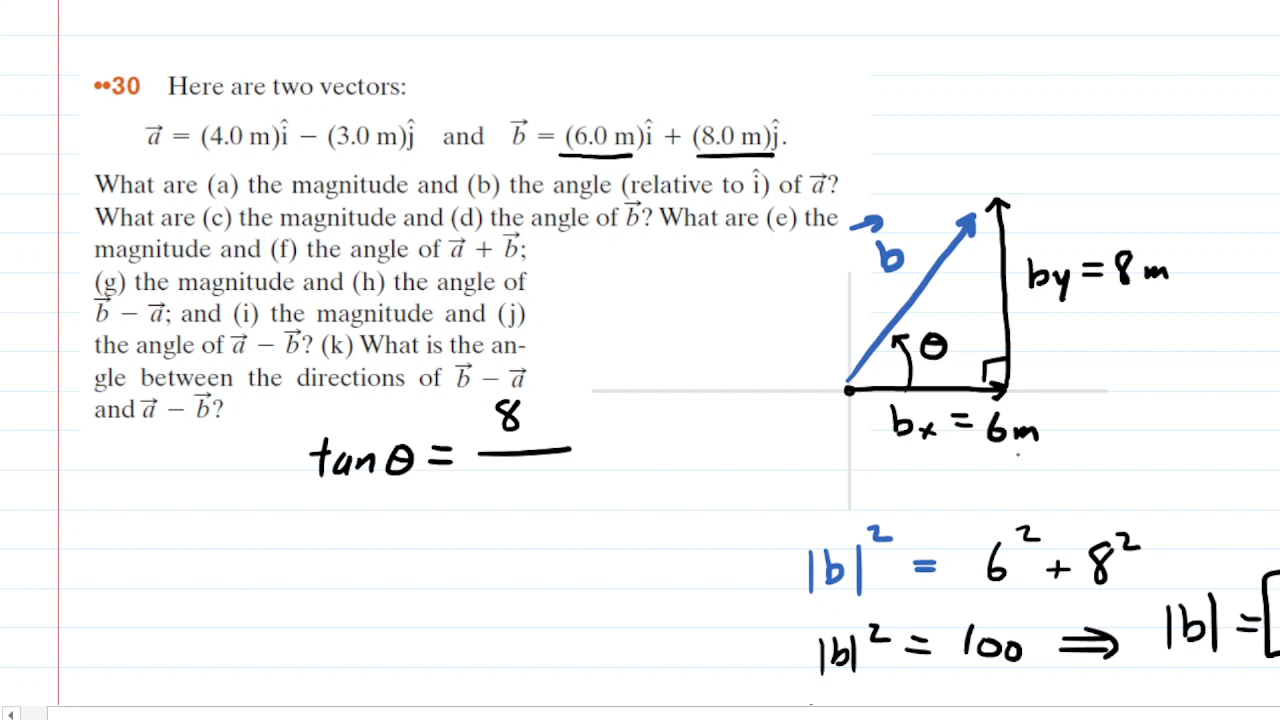 ••30 Here are two vectors:
a⃗ = (4.0 m)î − (3.0 m)ĵ and b⃗ = (6.0 m)î + (8.0 m)ĵ.
What are (a) the magnitude and (b) the angle (relative to î) of a⃗?
What are (c) the magnitude and (d) the angle of b⃗? What are (e) the
magnitude and (f) the angle of a⃗ + b⃗;
(g) the magnitude and (h) the angle of
b⃗ − a⃗; and (i) the magnitude and (j)
the angle of a⃗ − b⃗? (k) What is the an-
gle between the directions of b⃗ − a⃗
and a⃗ − b⃗?
tan θ = 8
b⃗
by = 8 m
θ
bx = 6 m
|b|² = 6² + 8²
|b|² = 100 ⇒ |b| =